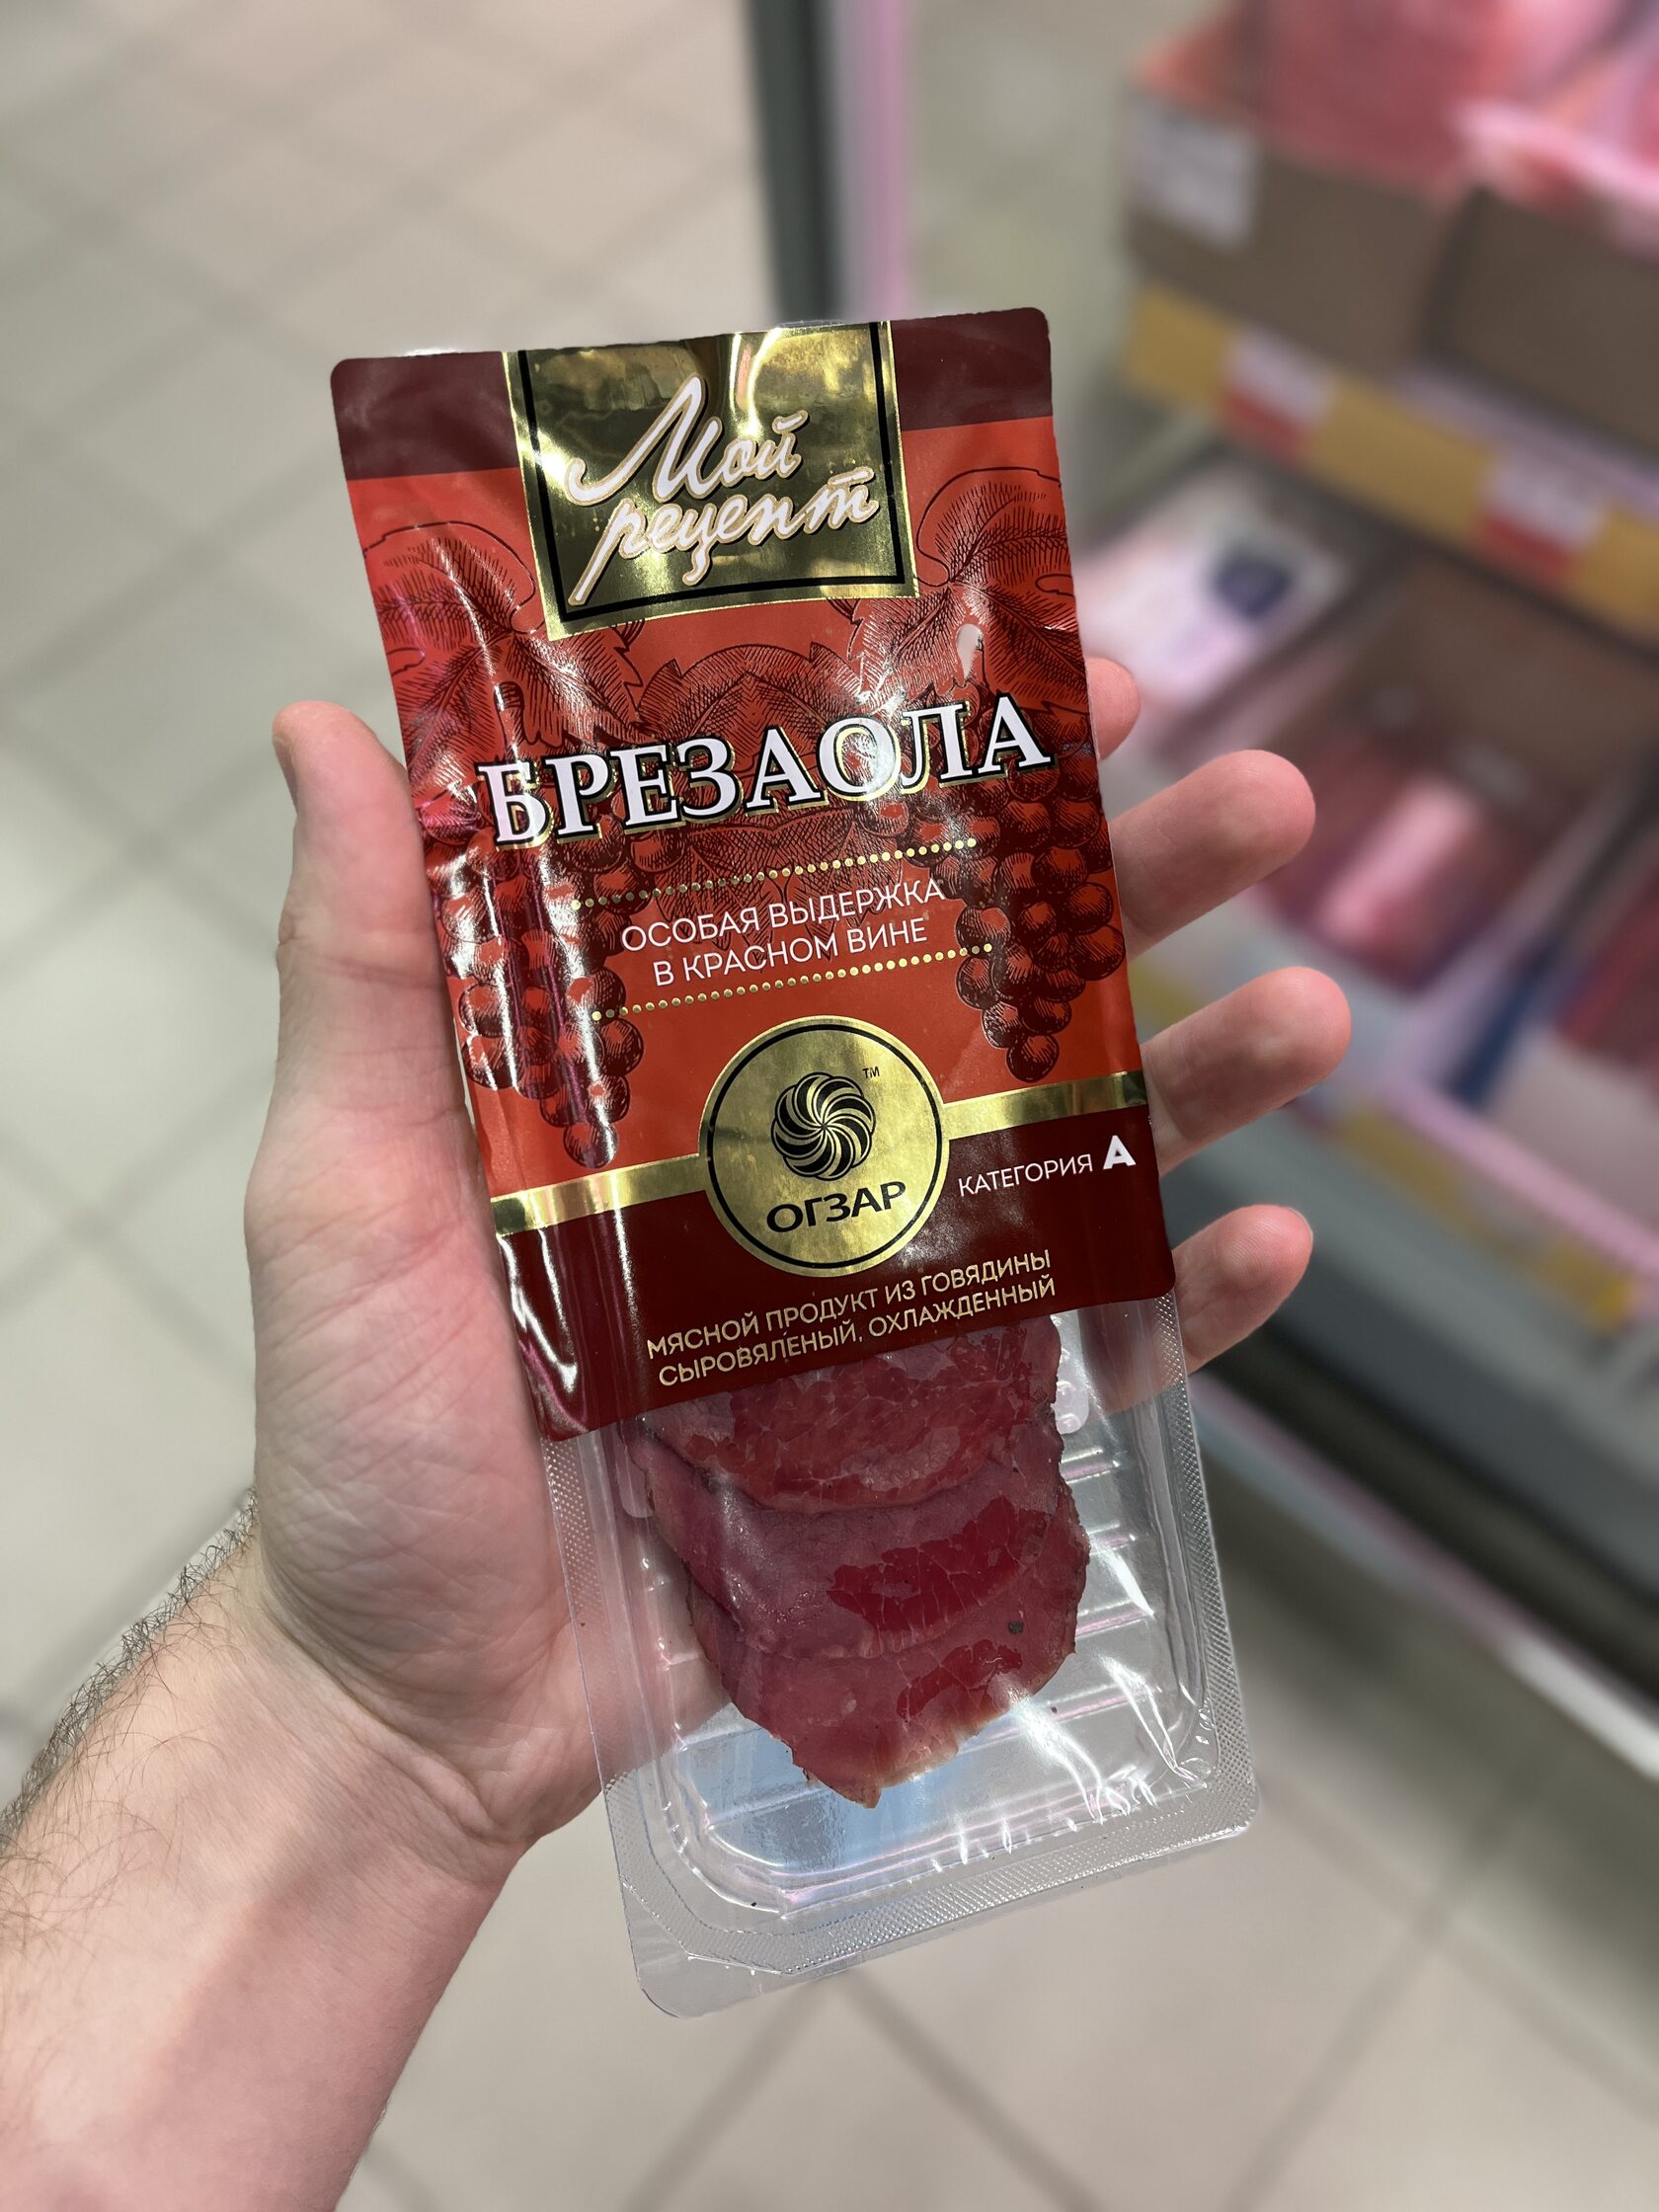 Мой
рецепт
БРЕЗАОЛА
ОСОБАЯ ВЫДЕРЖКА
В КРАСНОМ ВИНЕ
TM
ОГЗАР
КАТЕГОРИЯ А
МЯСНОЙ ПРОДУКТ ИЗ ГОВЯДИНЫ
СЫРОВЯЛЕНЫЙ, ОХЛАЖДЕННЫЙ